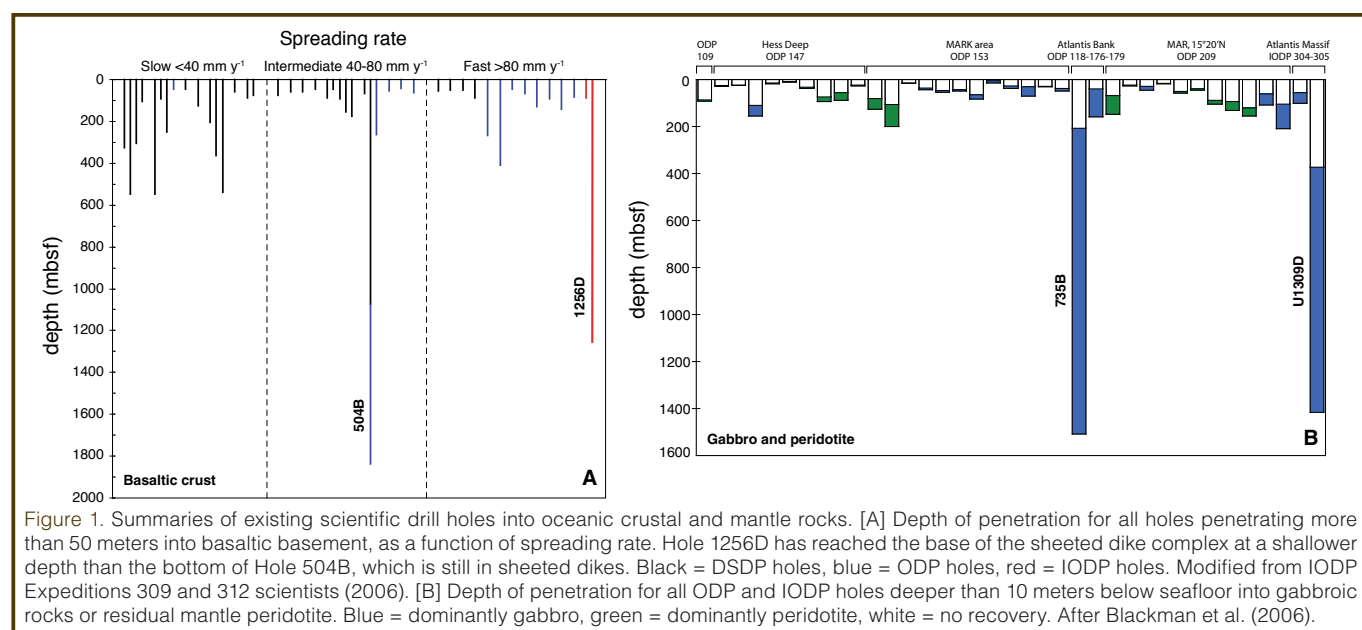 A
Spreading rate
Slow <40 mm y-1
Intermediate 40-80 mm y-1
Fast >80 mm y-1
0
200
400
600
800
1000
1200
1400
1600
1800
2000
depth (mbsf)
504B
1256D
Basaltic crust
A
ODP
109
Hess Deep
ODP 147
MARK area
ODP 153
Atlantis Bank
ODP 118-176-179
MAR, 15°20'N
ODP 209
Atlantis Massif
IODP 304-305
0
200
400
600
800
1000
1200
1400
1600
depth (mbsf)
735B
U1309D
Gabbro and peridotite
B
Figure 1. Summaries of existing scientific drill holes into oceanic crustal and mantle rocks. [A] Depth of penetration for all holes penetrating more
than 50 meters into basaltic basement, as a function of spreading rate. Hole 1256D has reached the base of the sheeted dike complex at a shallower
depth than the bottom of Hole 504B, which is still in sheeted dikes. Black = DSDP holes, blue = ODP holes, red = IODP holes. Modified from IODP
Expeditions 309 and 312 scientists (2006). [B] Depth of penetration for all ODP and IODP holes deeper than 10 meters below seafloor into gabbroic
rocks or residual mantle peridotite. Blue = dominantly gabbro, green = dominantly peridotite, white = no recovery. After Blackman et al. (2006).
B